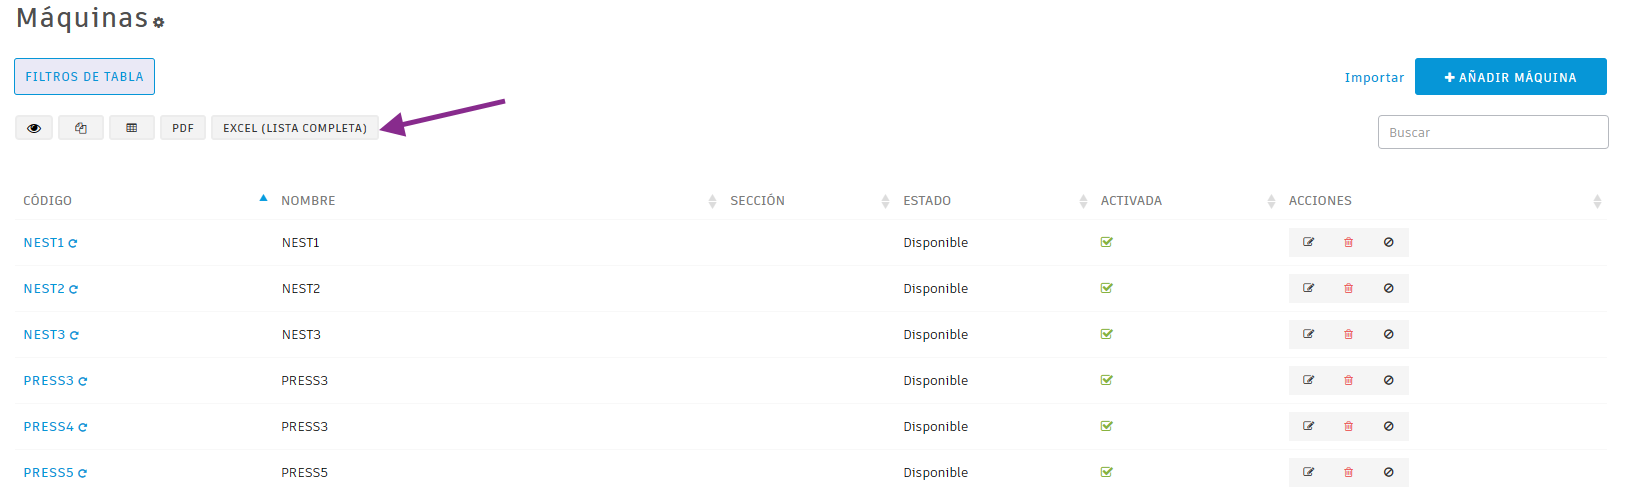 Máquinas
FILTROS DE TABLA
Importar
AÑADIR MÁQUINA
PDF
EXCEL (LISTA COMPLETA)
Buscar
CÓDIGO NOMBRE SECCIÓN ESTADO ACTIVADA ACCIONES
NEST1 NEST1 Disponible
NEST2 NEST2 Disponible
NEST3 NEST3 Disponible
PRESS3 PRESS3 Disponible
PRESS4 PRESS3 Disponible
PRESS5 PRESS5 Disponible